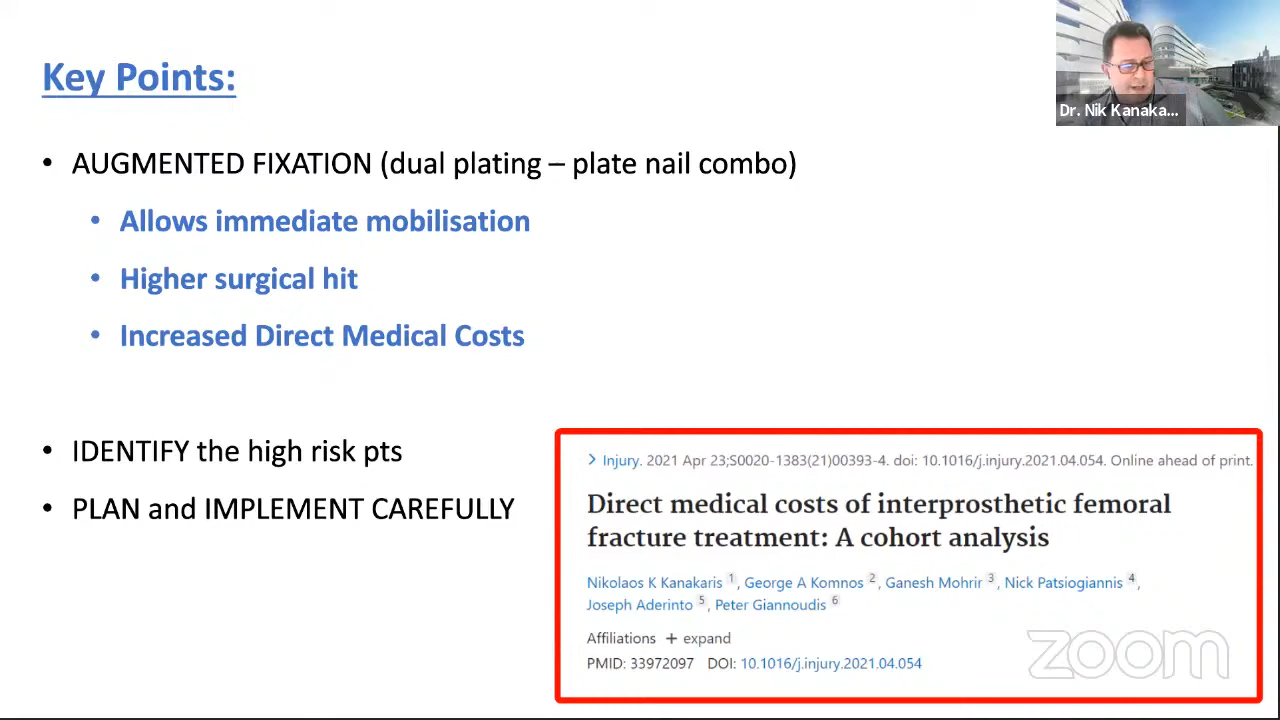 Key Points:
Dr. Nik Kanaka...
• AUGMENTED FIXATION (dual plating – plate nail combo)
• Allows immediate mobilisation
• Higher surgical hit
• Increased Direct Medical Costs
• IDENTIFY the high risk pts
• PLAN and IMPLEMENT CAREFULLY
> Injury. 2021 Apr 23;S0020-1383(21)00393-4. doi: 10.1016/j.injury.2021.04.054. Online ahead of print.
Direct medical costs of interprosthetic femoral
fracture treatment: A cohort analysis
Nikolaos K Kanakaris 1, George A Komnos 2, Ganesh Mohrir 3, Nick Patsiogiannis 4,
Joseph Aderinto 5, Peter Giannoudis 6
Affiliations + expand
PMID: 33972097 DOI: 10.1016/j.injury.2021.04.054
zoom